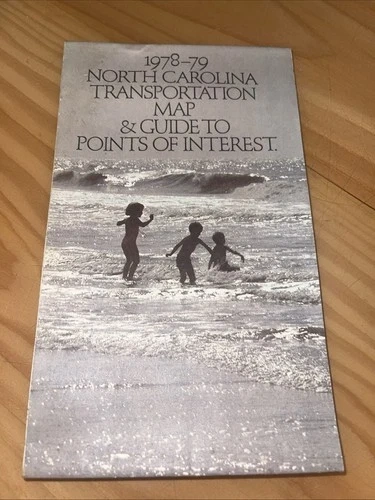 1978-79
NORTH CAROLINA
TRANSPORTATION
MAP
& GUIDE TO
POINTS OF INTEREST.